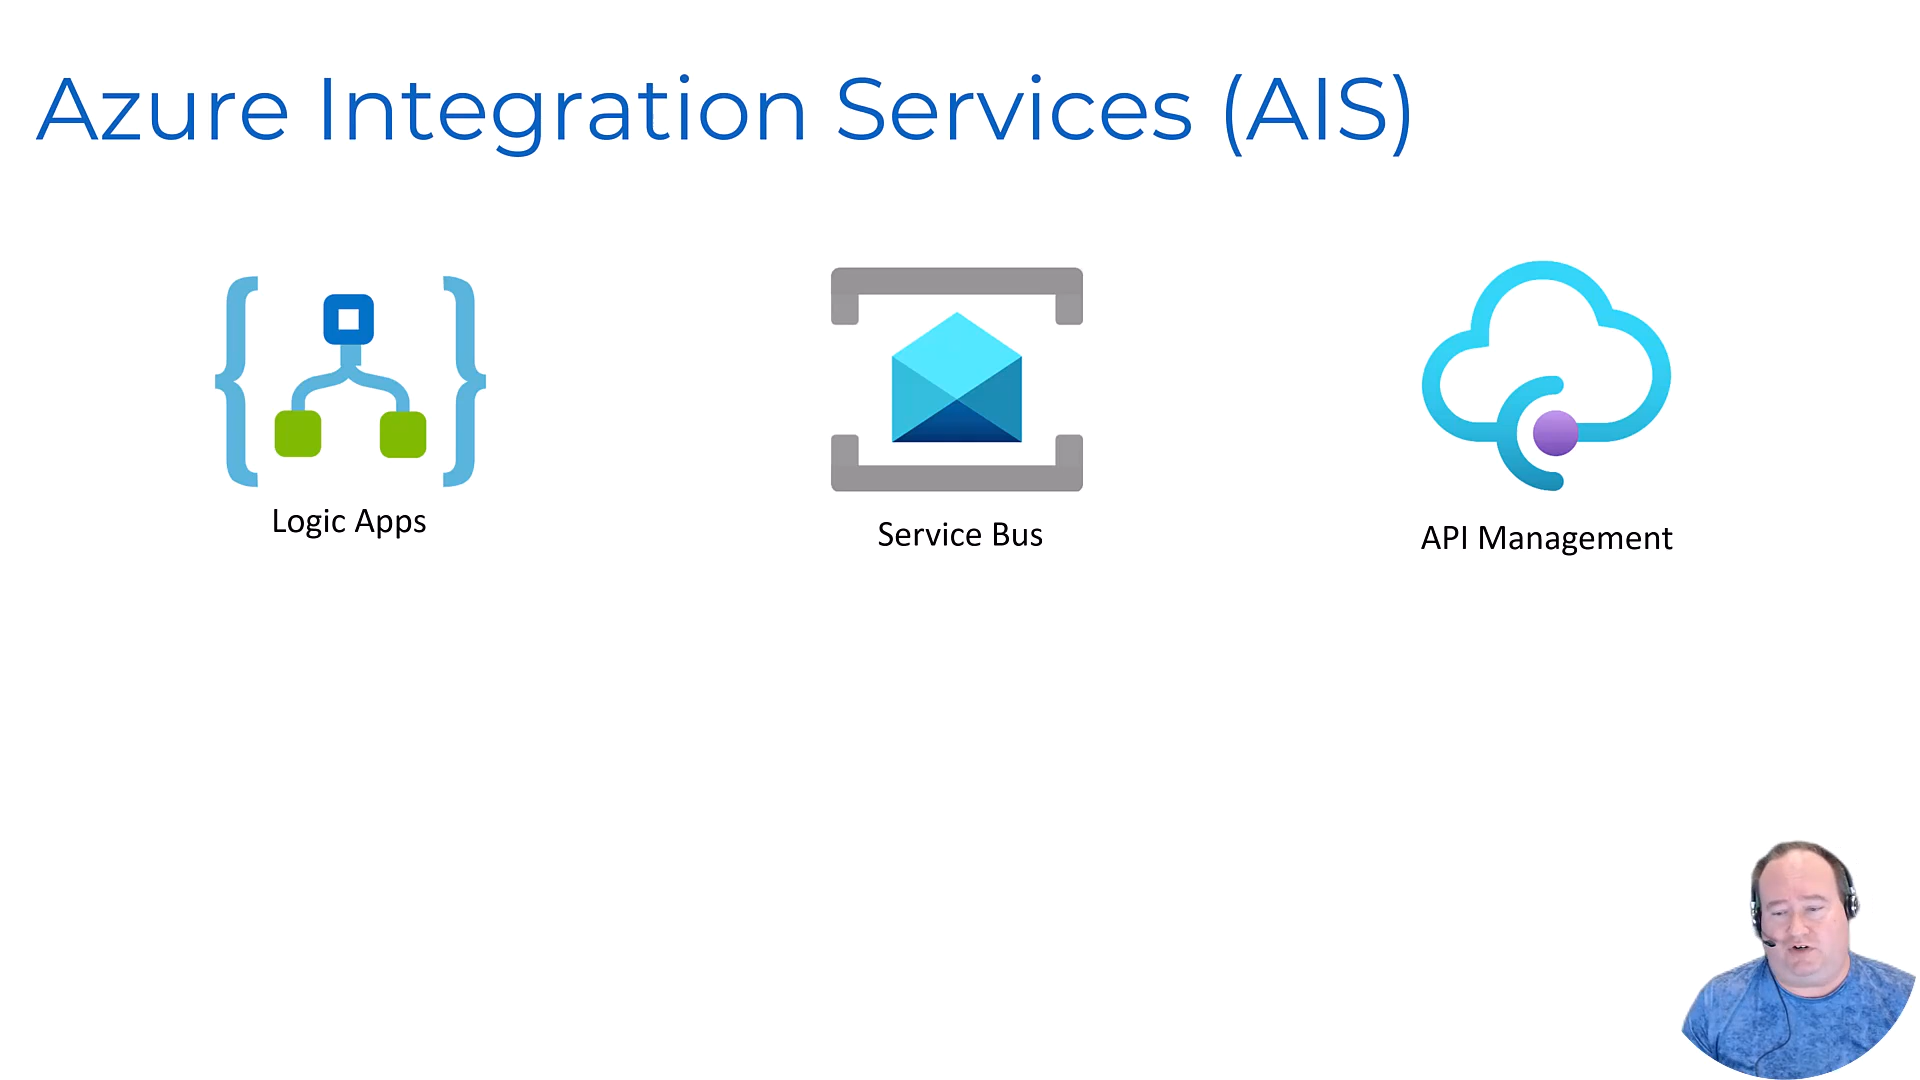 Azure Integration Services (AIS)
Logic Apps
Service Bus
API Management